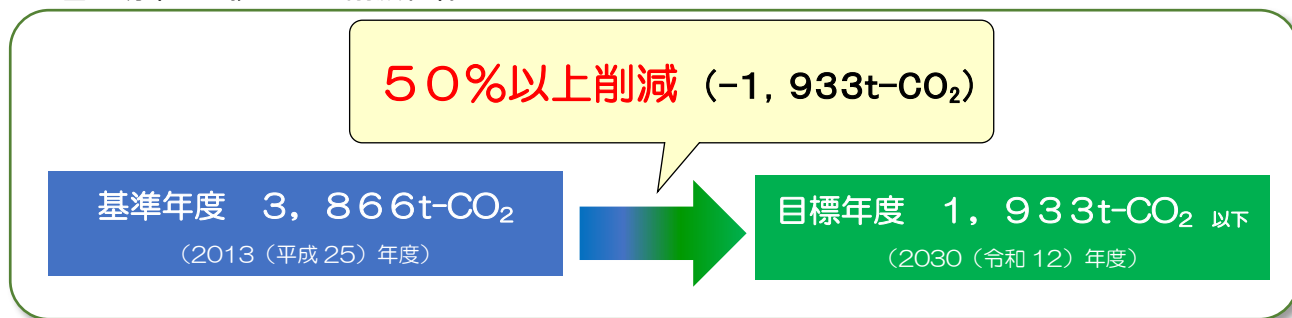 ５０％以上削減（-1，933t-CO₂）
基準年度　３，８６６t-CO₂
（2013（平成 25）年度）
目標年度　１，９３３t-CO₂ 以下
（2030（令和 12）年度）